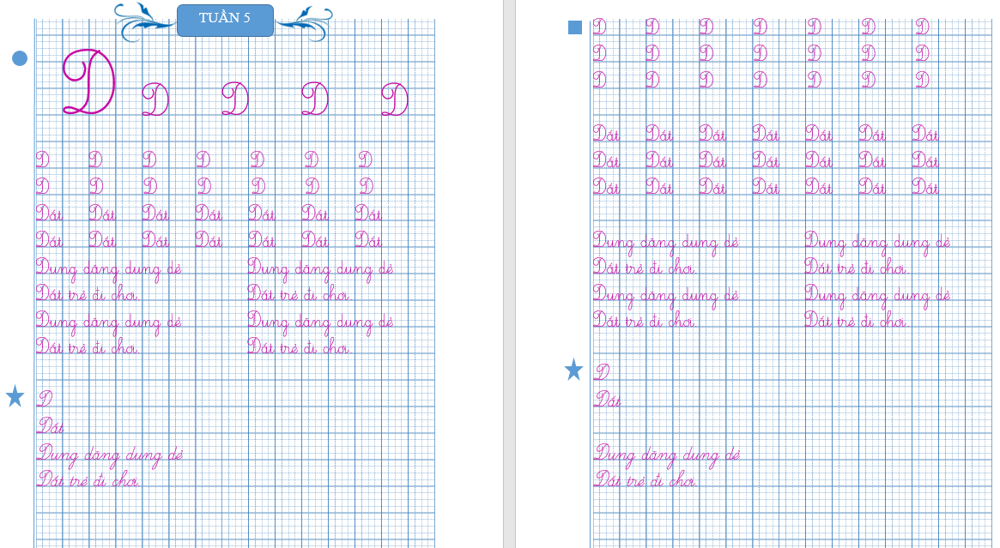 TUẦN 5
D
D D D D
D D D D D D D
D D D D D D D
Dắt Dắt Dắt Dắt Dắt Dắt Dắt
Dắt Dắt Dắt Dắt Dắt Dắt Dắt
Dung dăng dung dẻ Dung dăng dung dẻ
Dắt trẻ đi chơi Dắt trẻ đi chơi
Dung dăng dung dẻ Dung dăng dung dẻ
Dắt trẻ đi chơi Dắt trẻ đi chơi
D
Dắt
Dung dăng dung dẻ
Dắt trẻ đi chơi
D D D D D D D
D D D D D D D
D D D D D D D
Dắt Dắt Dắt Dắt Dắt Dắt Dắt
Dắt Dắt Dắt Dắt Dắt Dắt Dắt
Dắt Dắt Dắt Dắt Dắt Dắt Dắt
Dung dăng dung dẻ Dung dăng dung dẻ
Dắt trẻ đi chơi Dắt trẻ đi chơi
Dung dăng dung dẻ Dung dăng dung dẻ
Dắt trẻ đi chơi Dắt trẻ đi chơi
D
Dắt
Dung dăng dung dẻ
Dắt trẻ đi chơi